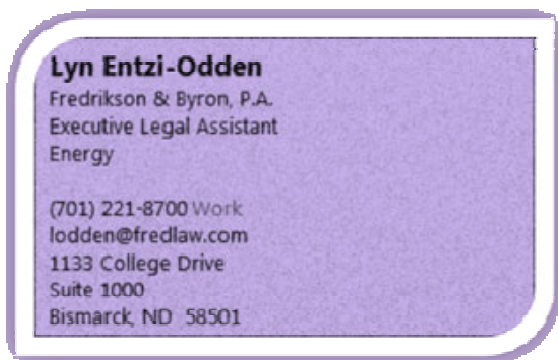 Lyn Entzi-Odden
Fredrikson & Byron, P.A.
Executive Legal Assistant
Energy
(701) 221-8700 Work
lodden@fredlaw.com
1133 College Drive
Suite 1000
Bismarck, ND 58501